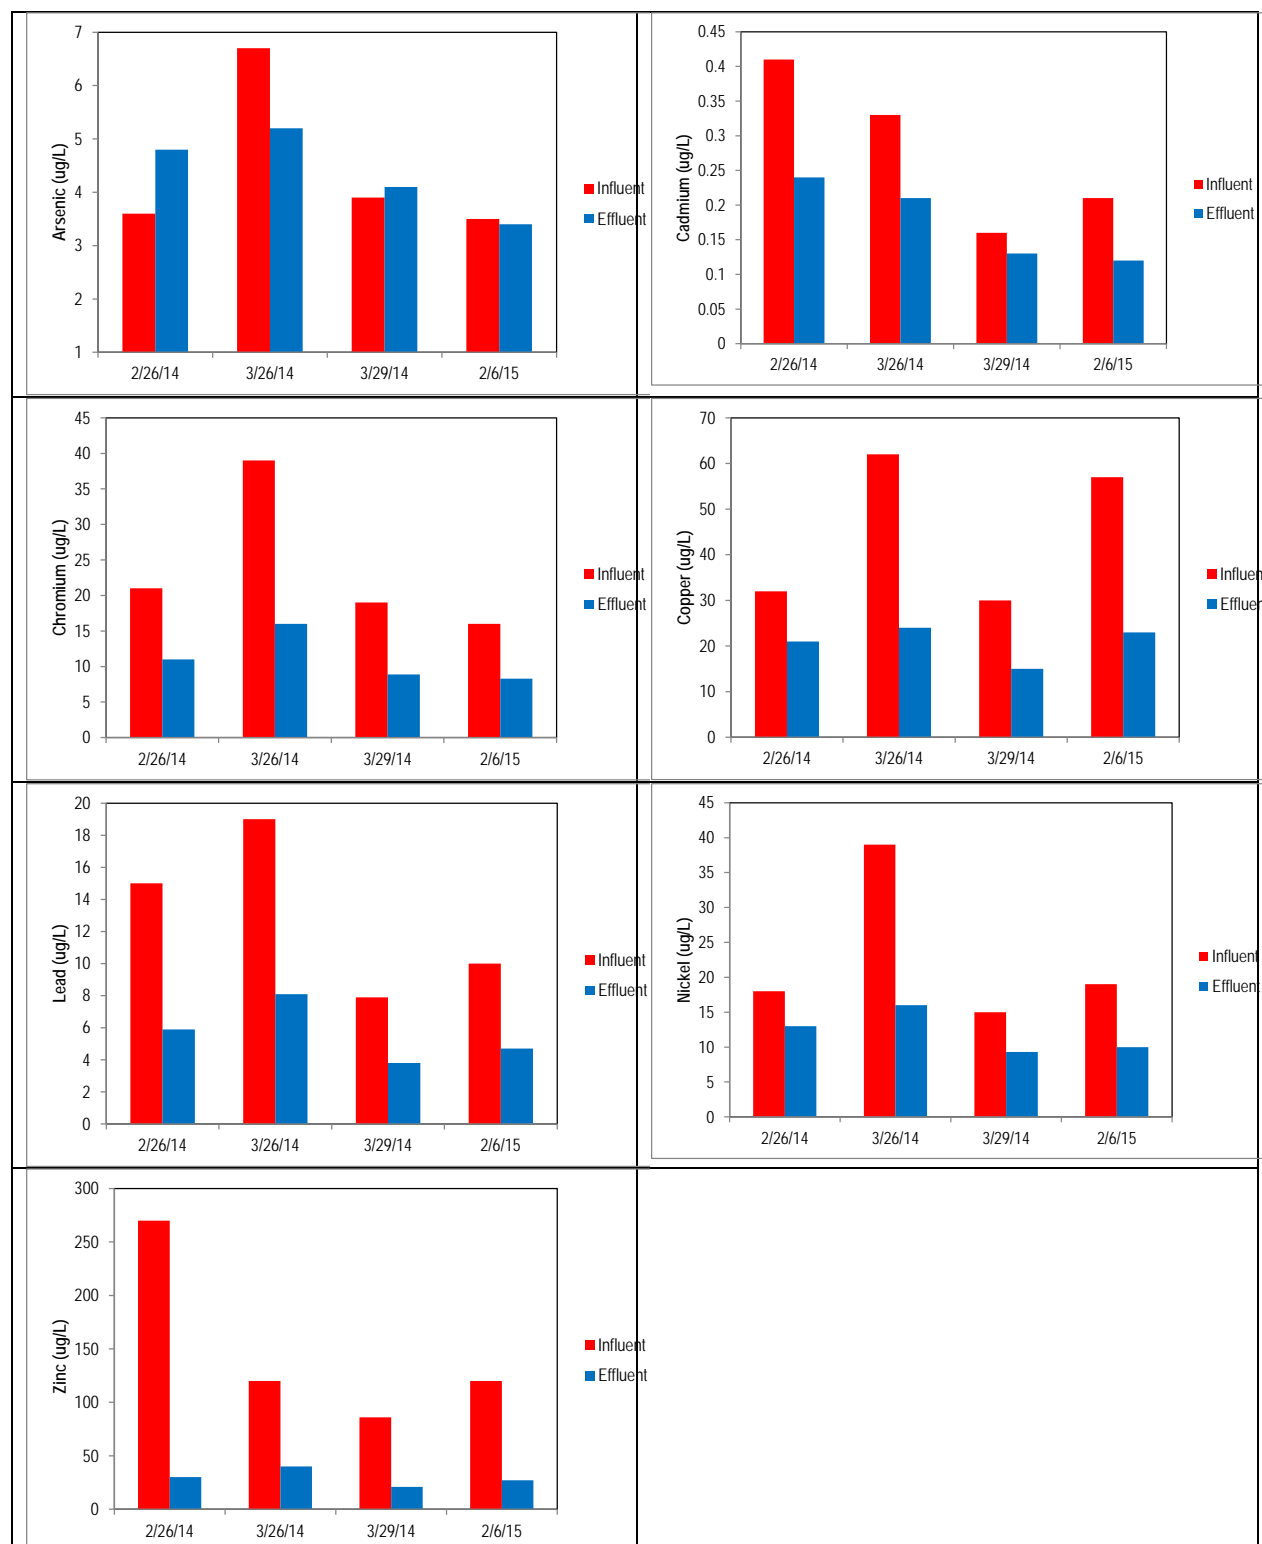 7
6
5
4
3
2
1
Arsenic (ug/L)
2/26/14 3/26/14 3/29/14 2/6/15
Influent
Effluent
0.45
0.4
0.35
0.3
0.25
0.2
0.15
0.1
0.05
0
Cadmium (ug/L)
2/26/14 3/26/14 3/29/14 2/6/15
Influent
Effluent
45
40
35
30
25
20
15
10
5
0
Chromium (ug/L)
2/26/14 3/26/14 3/29/14 2/6/15
Influent
Effluent
70
60
50
40
30
20
10
0
Copper (ug/L)
2/26/14 3/26/14 3/29/14 2/6/15
Influen
Effluen
20
18
16
14
12
10
8
6
4
2
0
Lead (ug/L)
2/26/14 3/26/14 3/29/14 2/6/15
Influent
Effluent
45
40
35
30
25
20
15
10
5
0
Nickel (ug/L)
2/26/14 3/26/14 3/29/14 2/6/15
Influent
Effluent
300
250
200
150
100
50
0
Zinc (ug/L)
2/26/14 3/26/14 3/29/14 2/6/15
Influent
Effluent